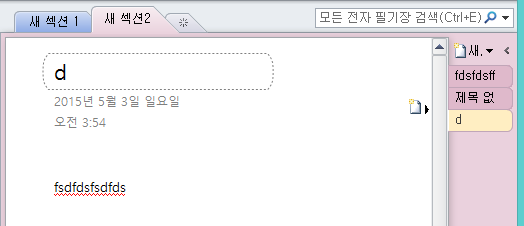 새 섹션 1
새 섹션2
모든 전자 필기장 검색(Ctrl+E)
d
2015년 5월 3일 일요일
오전 3:54
fsdfdsfsdfds
새.
fdsfdsff
제목 없
d